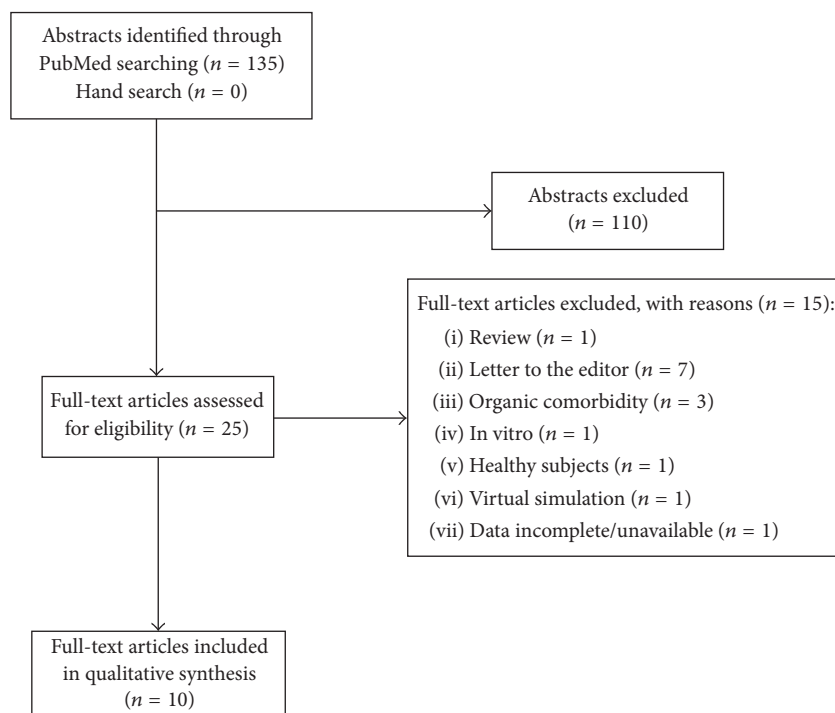 Abstracts identified through
PubMed searching (n = 135)
Hand search (n = 0)
Abstracts excluded
(n = 110)
Full-text articles excluded, with reasons (n = 15):
(i) Review (n = 1)
(ii) Letter to the editor (n = 7)
(iii) Organic comorbidity (n = 3)
(iv) In vitro (n = 1)
(v) Healthy subjects (n = 1)
(vi) Virtual simulation (n = 1)
(vii) Data incomplete/unavailable (n = 1)
Full-text articles assessed
for eligibility (n = 25)
Full-text articles included
in qualitative synthesis
(n = 10)